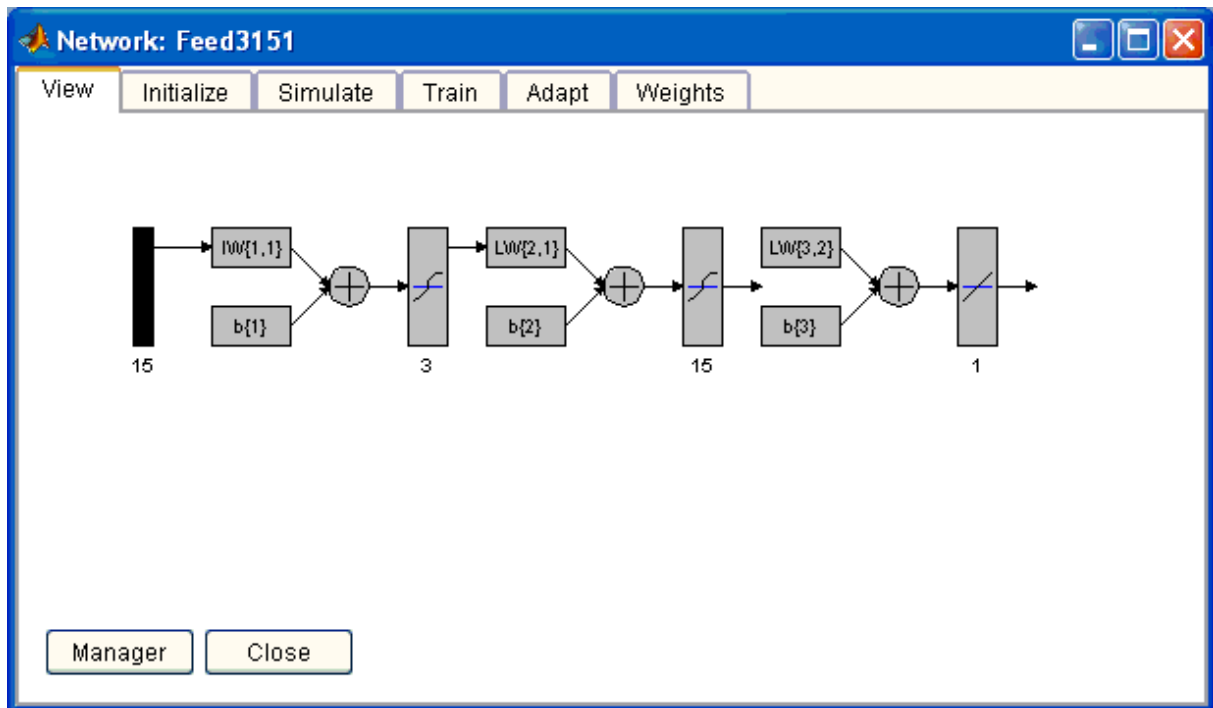 Network: Feed3151
View Initialize Simulate Train Adapt Weights
IW{1,1} LW{2,1} LW{3,2}
b{1} b{2} b{3}
15 3 15 1
Manager Close